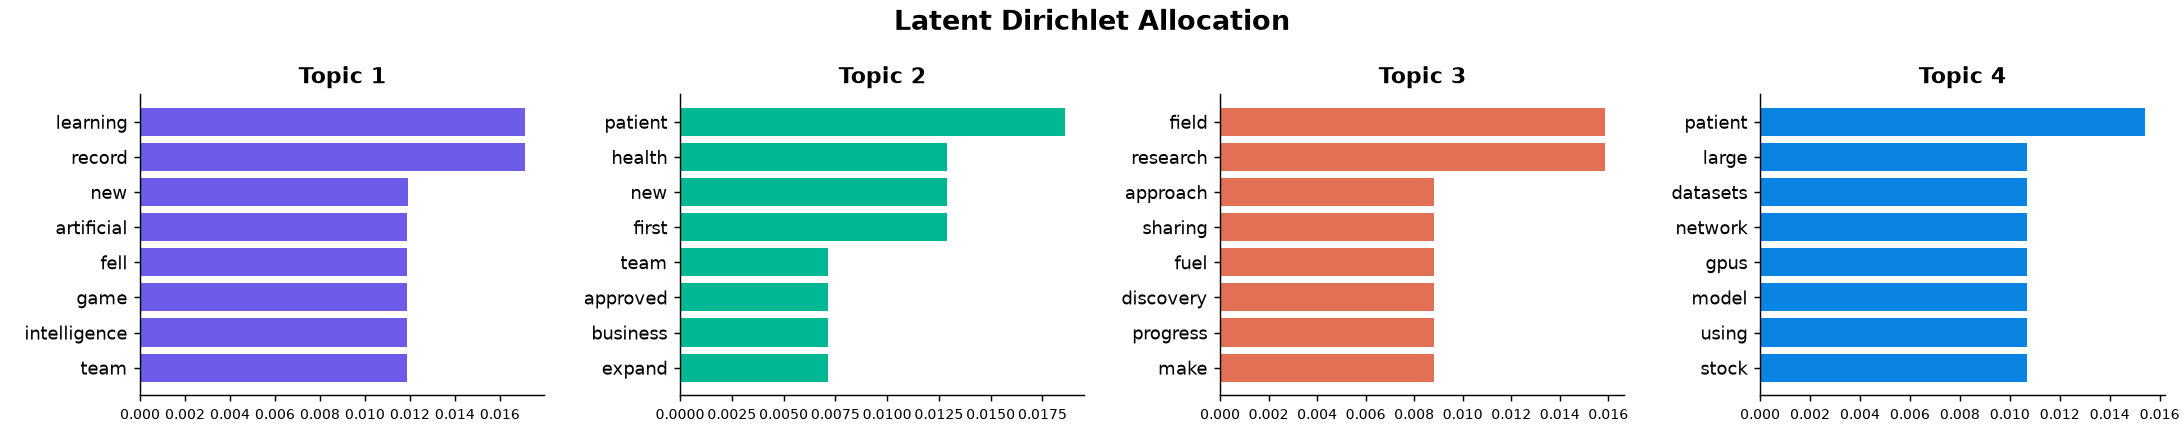 Latent Dirichlet Allocation
Topic 1
learning
record
new
artificial
fell
game
intelligence
team
0.000 0.002 0.004 0.006 0.008 0.010 0.012 0.014 0.016
Topic 2
patient
health
new
first
team
approved
business
expand
0.0000 0.0025 0.0050 0.0075 0.0100 0.0125 0.0150 0.0175
Topic 3
field
research
approach
sharing
fuel
discovery
progress
make
0.000 0.002 0.004 0.006 0.008 0.010 0.012 0.014 0.016
Topic 4
patient
large
datasets
network
gpus
model
using
stock
0.000 0.002 0.004 0.006 0.008 0.010 0.012 0.014 0.016